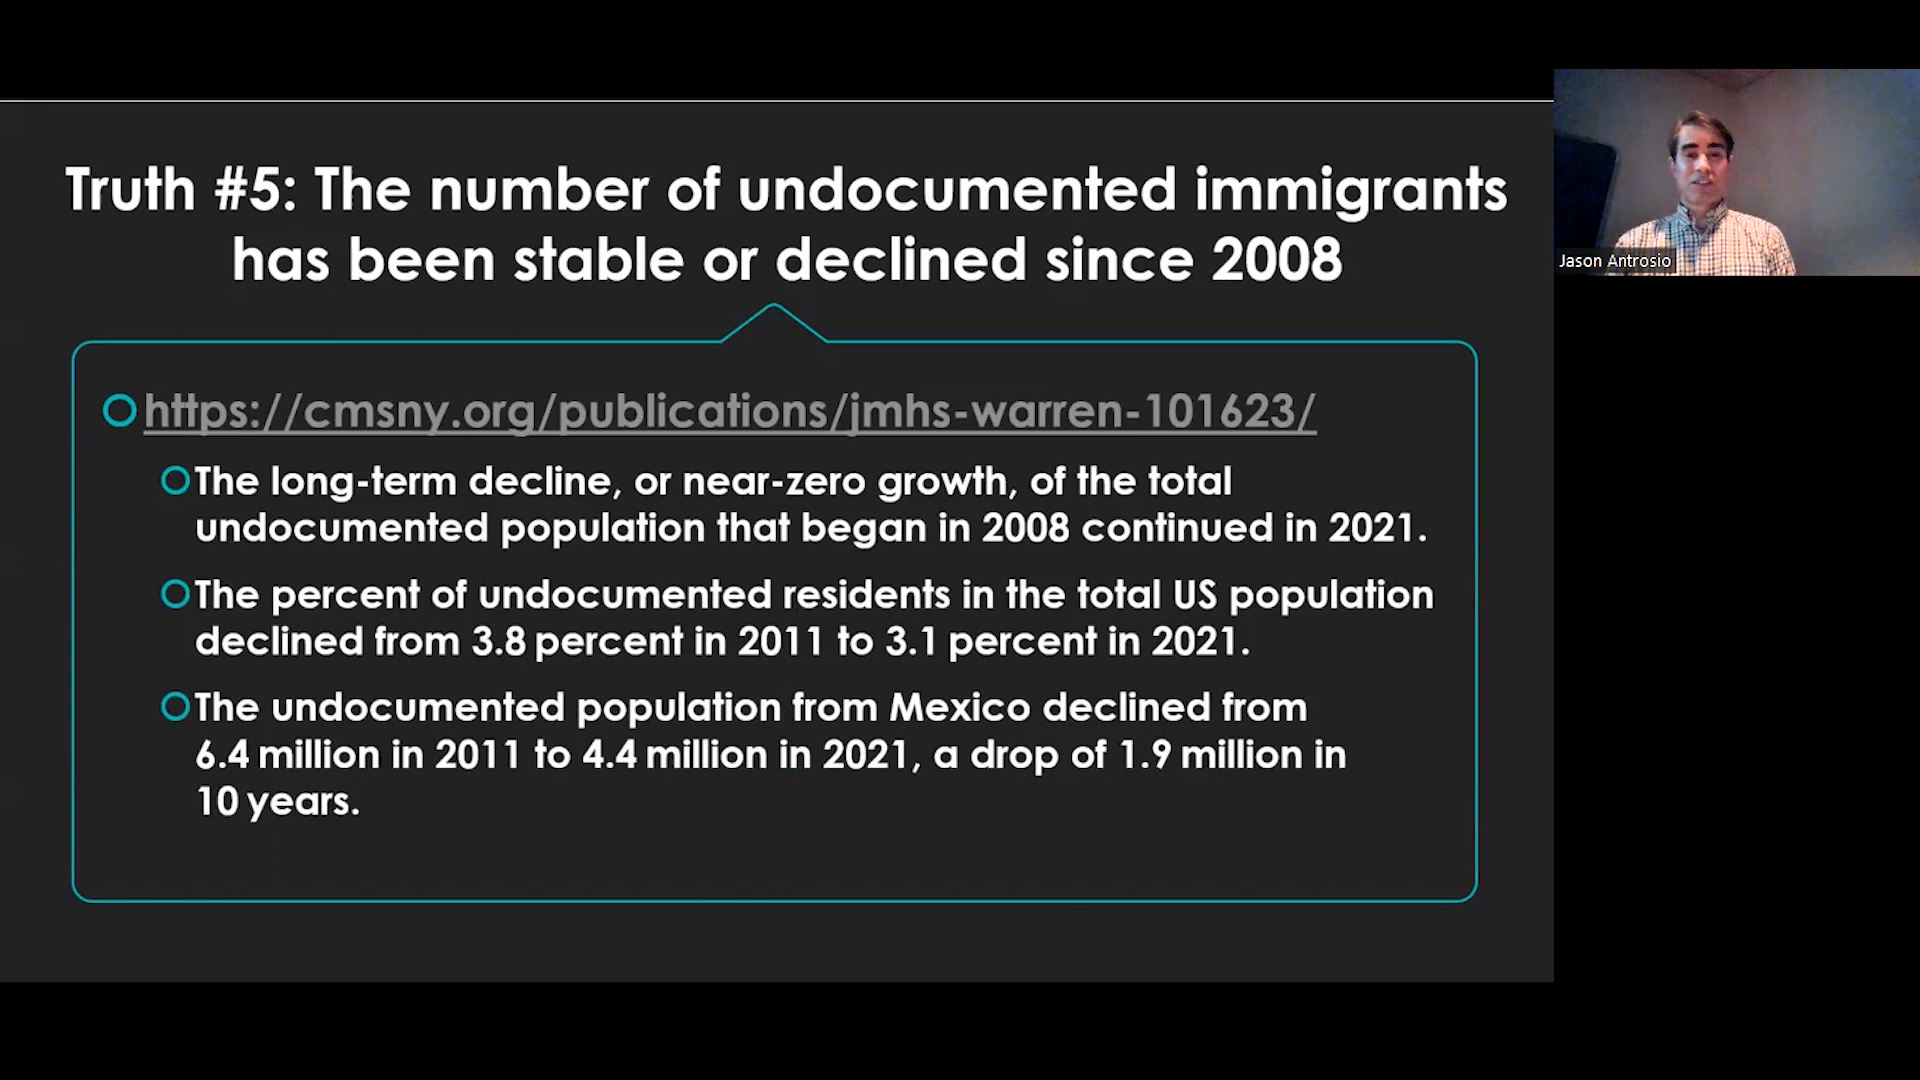 Truth #5: The number of undocumented immigrants
has been stable or declined since 2008
https://cmsny.org/publications/jmhs-warren-101623/
The long-term decline, or near-zero growth, of the total
undocumented population that began in 2008 continued in 2021.
The percent of undocumented residents in the total US population
declined from 3.8 percent in 2011 to 3.1 percent in 2021.
The undocumented population from Mexico declined from
6.4 million in 2011 to 4.4 million in 2021, a drop of 1.9 million in
10 years.
Jason Antrosio